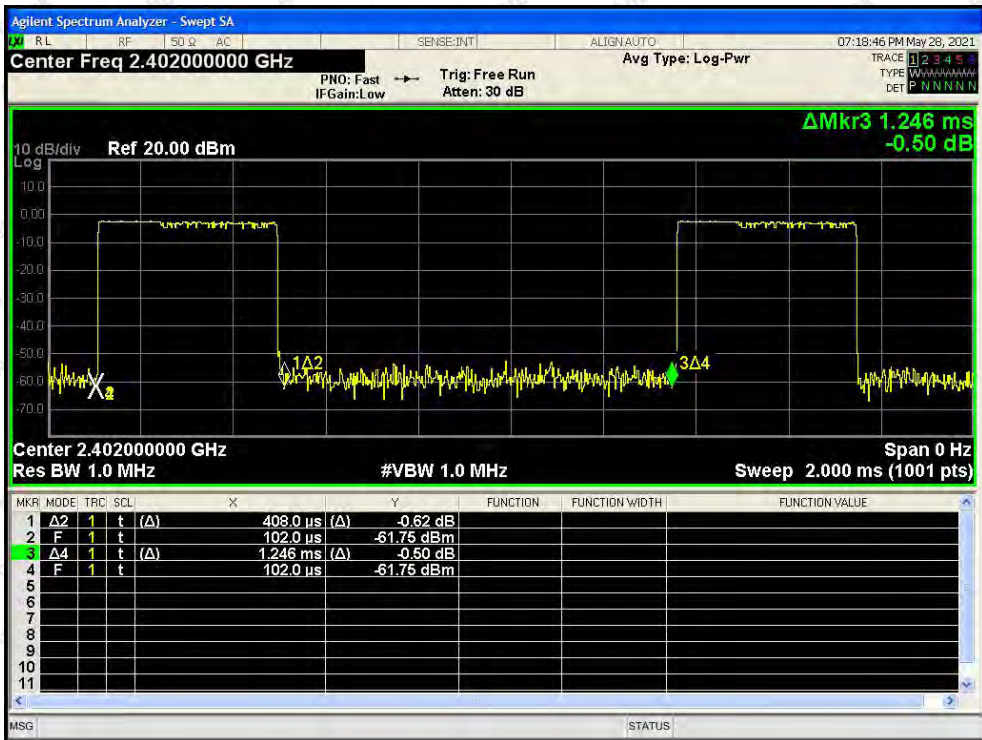 Agilent Spectrum Analyzer - Swept SA
LXI RL RF 50 Ω AC SENSE:INT ALIGNAUTO 07:18:46 PM May 28, 2021
Center Freq 2.402000000 GHz
PNO: Fast Trig: Free Run
IFGain:Low Atten: 30 dB
Avg Type: Log-Pwr
TRACE 1 2 3 4 5 6
TYPE WWWWWW
DET P N N N N N
ΔMkr3 1.246 ms
-0.50 dB
10 dB/div Ref 20.00 dBm
Log
10.0
0.00
-10.0
-20.0
-30.0
-40.0
-50.0
-60.0
-70.0
1Δ2
3Δ4
Center 2.402000000 GHz Span 0 Hz
Res BW 1.0 MHz #VBW 1.0 MHz Sweep 2.000 ms (1001 pts)
MKR MODE TRC SCL X Y FUNCTION FUNCTION WIDTH FUNCTION VALUE
1 Δ2 1 t (Δ) 408.0 µs (Δ) -0.62 dB
2 F 1 t 102.0 µs -61.75 dBm
3 Δ4 1 t (Δ) 1.246 ms (Δ) -0.50 dB
4 F 1 t 102.0 µs -61.75 dBm
5
6
7
8
9
10
11
MSG STATUS